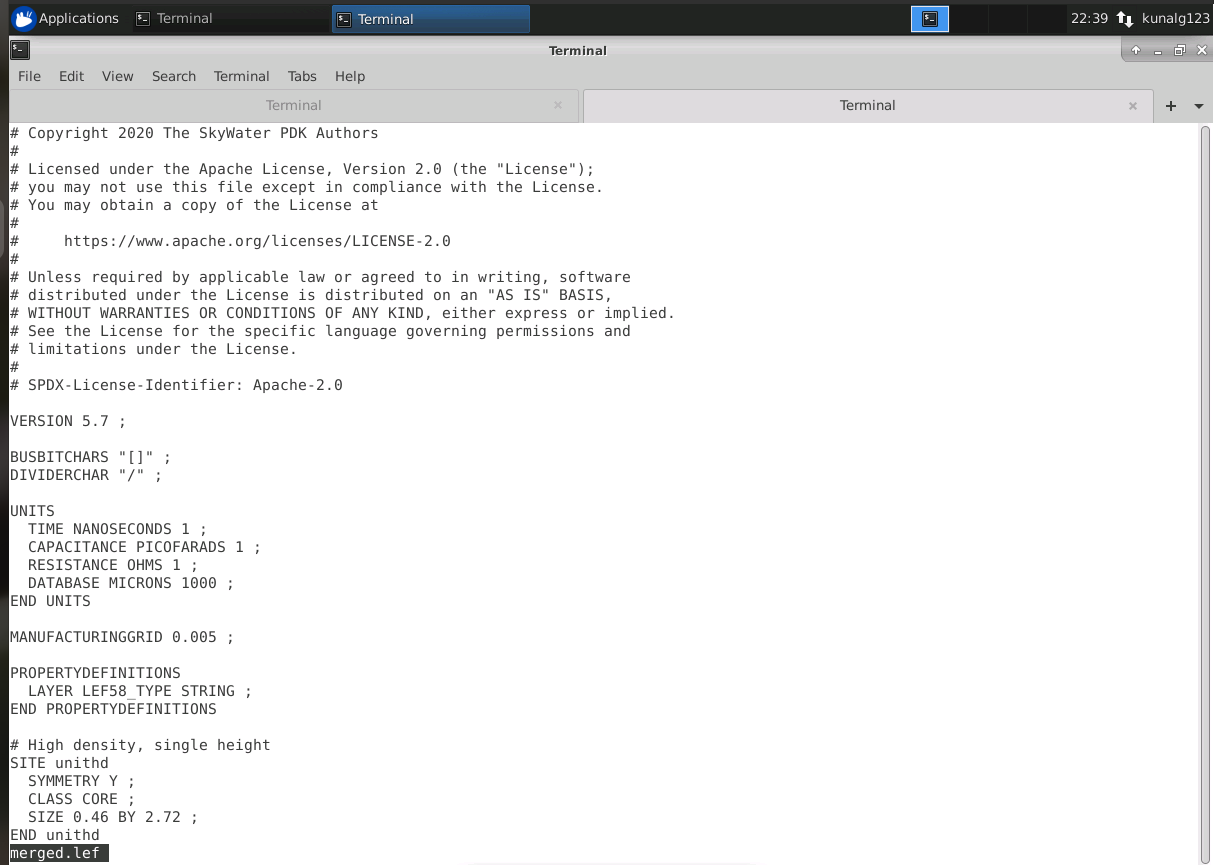 Applications Terminal Terminal 22:39 kunalg123
Terminal
File Edit View Search Terminal Tabs Help
Terminal Terminal
# Copyright 2020 The SkyWater PDK Authors
#
# Licensed under the Apache License, Version 2.0 (the "License");
# you may not use this file except in compliance with the License.
# You may obtain a copy of the License at
#
#     https://www.apache.org/licenses/LICENSE-2.0
#
# Unless required by applicable law or agreed to in writing, software
# distributed under the License is distributed on an "AS IS" BASIS,
# WITHOUT WARRANTIES OR CONDITIONS OF ANY KIND, either express or implied.
# See the License for the specific language governing permissions and
# limitations under the License.
#
# SPDX-License-Identifier: Apache-2.0

VERSION 5.7 ;

BUSBITCHARS "[]" ;
DIVIDERCHAR "/" ;

UNITS
  TIME NANOSECONDS 1 ;
  CAPACITANCE PICOFARADS 1 ;
  RESISTANCE OHMS 1 ;
  DATABASE MICRONS 1000 ;
END UNITS

MANUFACTURINGGRID 0.005 ;

PROPERTYDEFINITIONS
  LAYER LEF58_TYPE STRING ;
END PROPERTYDEFINITIONS

# High density, single height
SITE unithd
  SYMMETRY Y ;
  CLASS CORE ;
  SIZE 0.46 BY 2.72 ;
END unithd
merged.lef